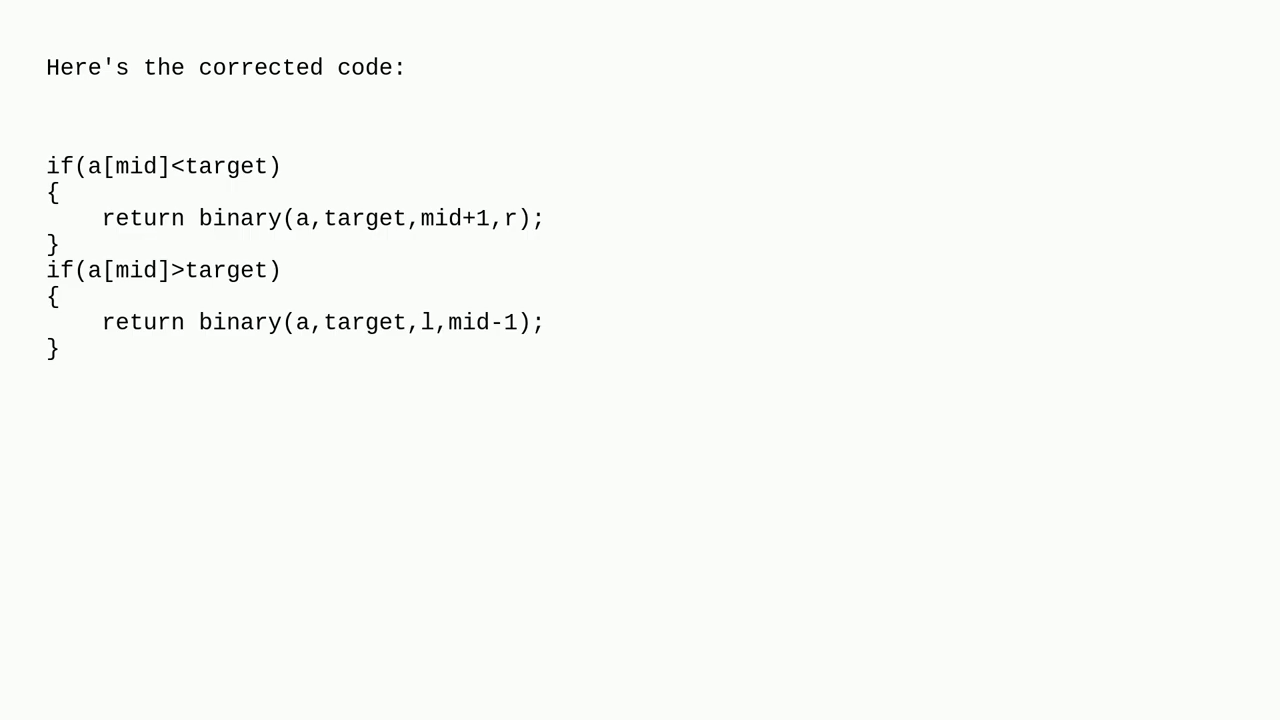 Here's the corrected code:
if(a[mid]<target)
{
    return binary(a,target,mid+1,r);
}
if(a[mid]>target)
{
    return binary(a,target,l,mid-1);
}